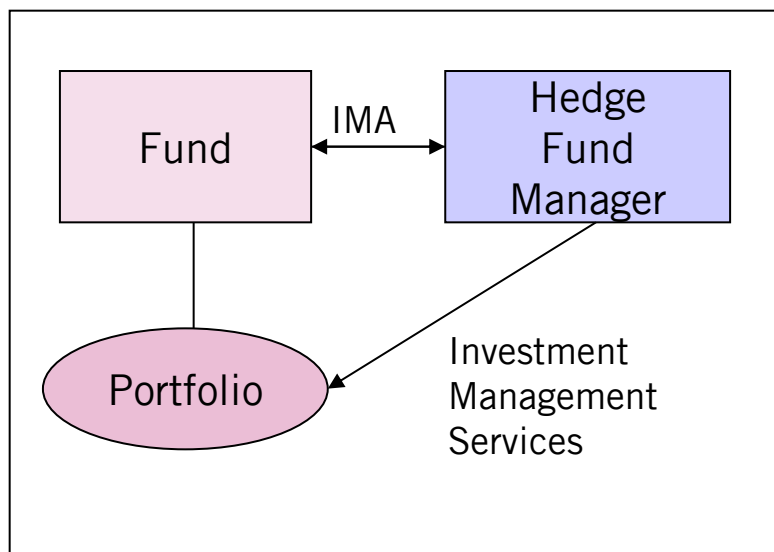 Fund
IMA
Hedge
Fund
Manager
Portfolio
Investment
Management
Services